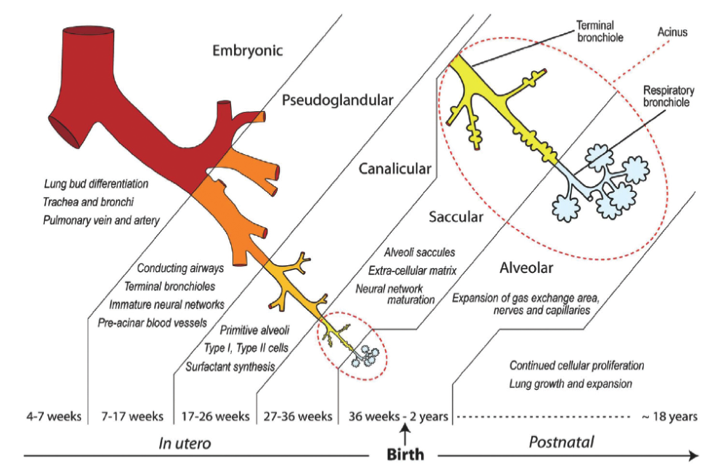 Embryonic
Pseudoglandular
Canalicular
Saccular
Alveolar
Terminal
bronchiole
Acinus
Respiratory
bronchiole
Lung bud differentiation
Trachea and bronchi
Pulmonary vein and artery
Conducting airways
Terminal bronchioles
Immature neural networks
Pre-acinar blood vessels
Primitive alveoli
Type I, Type II cells
Surfactant synthesis
Alveoli saccules
Extra-cellular matrix
Neural network
maturation
Expansion of gas exchange area,
nerves and capillaries
Continued cellular proliferation
Lung growth and expansion
4-7 weeks
7-17 weeks
17-26 weeks
27-36 weeks
36 weeks - 2 years
~ 18 years
In utero
Birth
Postnatal